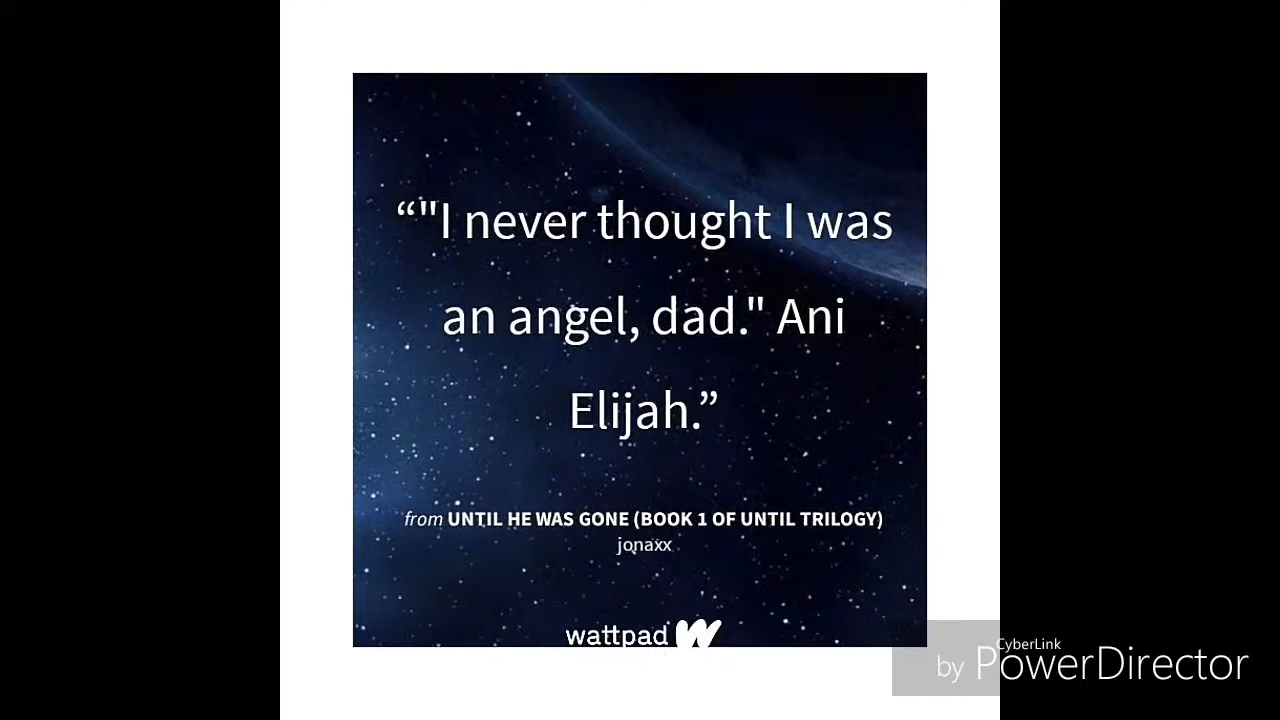 “"I never thought I was
an angel, dad." Ani
Elijah.”
from UNTIL HE WAS GONE (BOOK 1 OF UNTIL TRILOGY)
jonaxx
wattpad
CyberLink
by PowerDirector